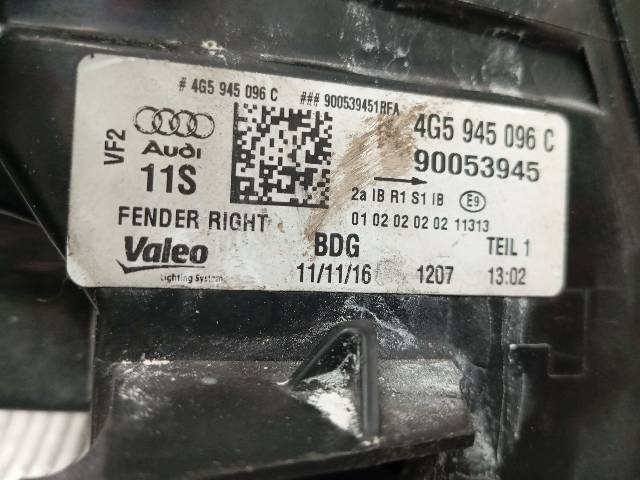 # 4G5 945 096 C ### 900539451BFA
VF2
Audi
11S
4G5 945 096 C
90053945
2a IB R1 S1 IB E9
01 02 02 02 02 11313
FENDER RIGHT
BDG
TEIL 1
Valeo
Lighting System
11/11/16 1207 13:02